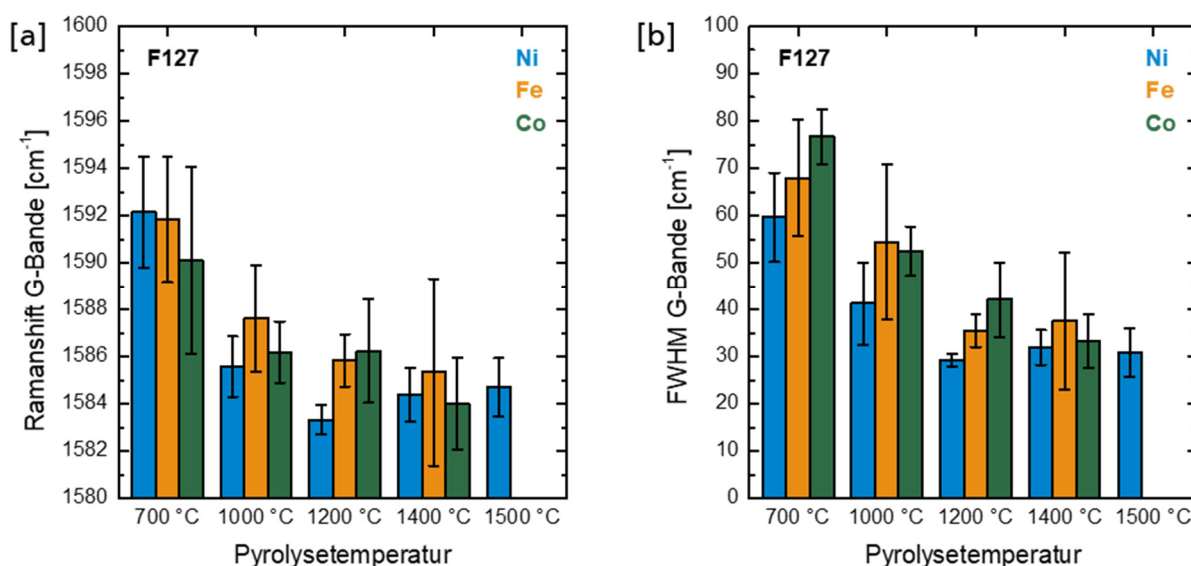 [a]
1600
1598
1596
1594
1592
1590
1588
1586
1584
1582
1580
Ramanshift G-Bande [cm⁻¹]
F127
Ni
Fe
Co
700 °C 1000 °C 1200 °C 1400 °C 1500 °C
Pyrolysetemperatur
[b]
100
90
80
70
60
50
40
30
20
10
0
FWHM G-Bande [cm⁻¹]
F127
Ni
Fe
Co
700 °C 1000 °C 1200 °C 1400 °C 1500 °C
Pyrolysetemperatur